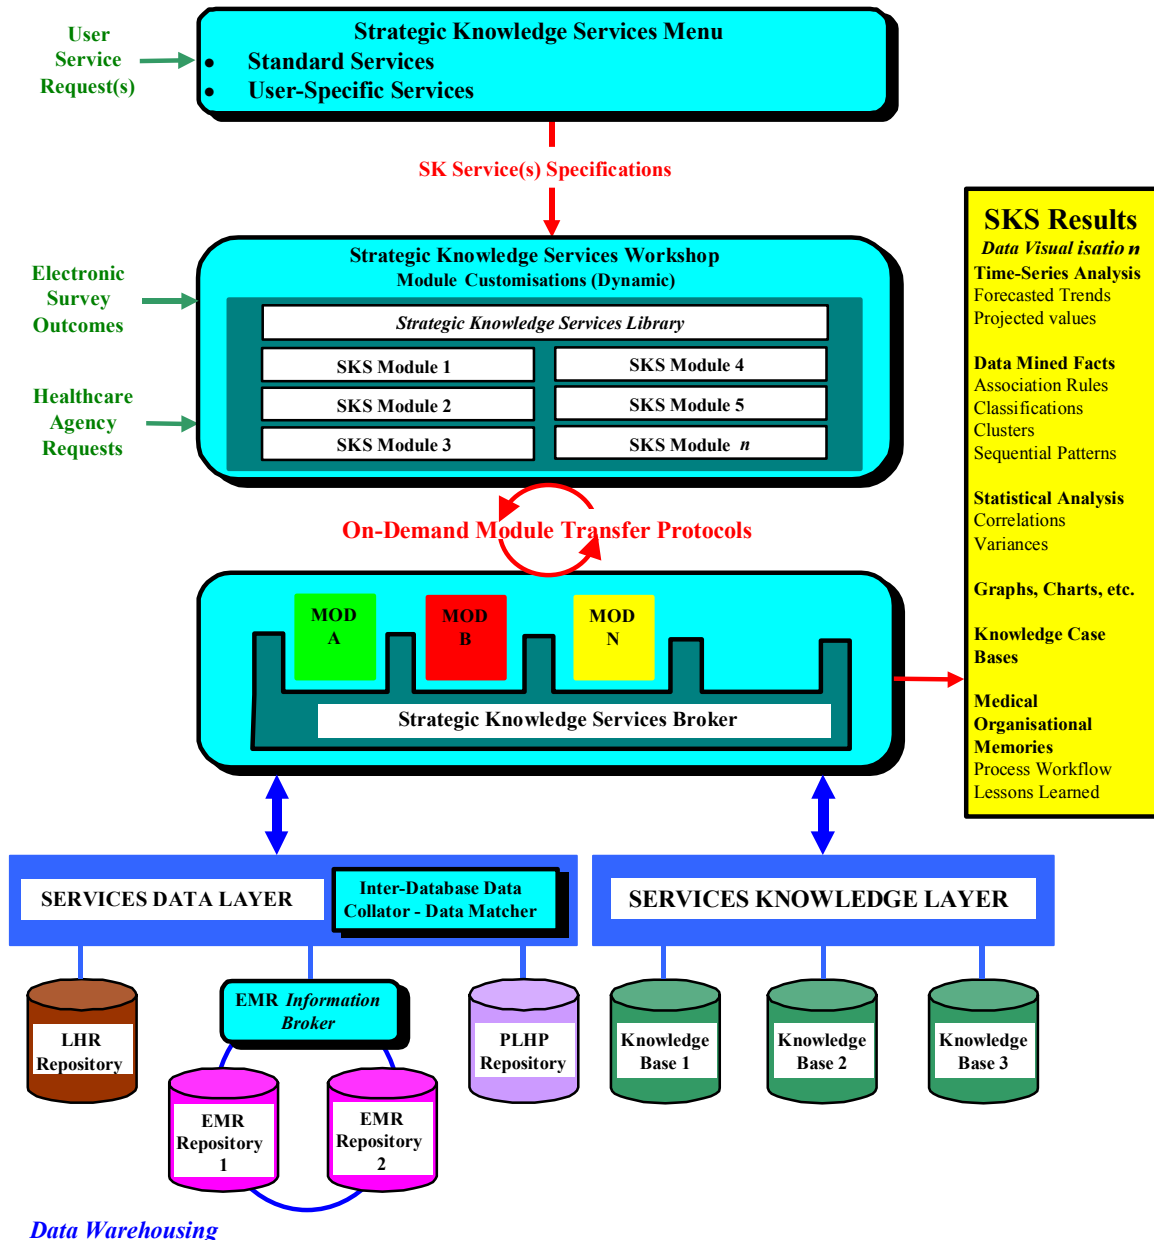 User
Service
Request(s)
Strategic Knowledge Services Menu
• Standard Services
• User-Specific Services
SK Service(s) Specifications
Electronic
Survey
Outcomes
Healthcare
Agency
Requests
Strategic Knowledge Services Workshop
Module Customisations (Dynamic)
Strategic Knowledge Services Library
SKS Module 1
SKS Module 4
SKS Module 2
SKS Module 5
SKS Module 3
SKS Module n
On-Demand Module Transfer Protocols
MOD
A
MOD
B
MOD
N
Strategic Knowledge Services Broker
SKS Results
Data Visualisation
Time-Series Analysis
Forecasted Trends
Projected values
Data Mined Facts
Association Rules
Classifications
Clusters
Sequential Patterns
Statistical Analysis
Correlations
Variances
Graphs, Charts, etc.
Knowledge Case
Bases
Medical
Organisational
Memories
Process Workflow
Lessons Learned
SERVICES DATA LAYER
Inter-Database Data
Collator - Data Matcher
SERVICES KNOWLEDGE LAYER
LHR
Repository
EMR Information
Broker
PLHP
Repository
EMR
Repository
1
EMR
Repository
2
Knowledge
Base 1
Knowledge
Base 2
Knowledge
Base 3
Data Warehousing